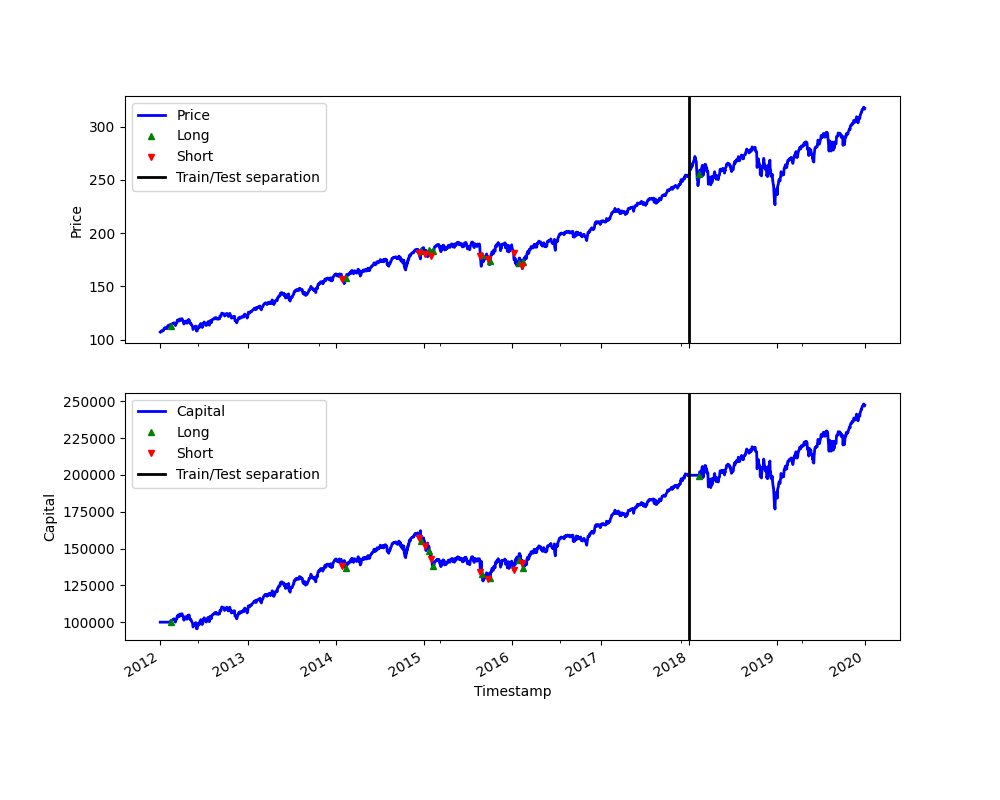 Price
Long
Short
Train/Test separation
300
250
200
150
100
Price
Capital
Long
Short
Train/Test separation
250000
225000
200000
175000
150000
125000
100000
Capital
2012 2013 2014 2015 2016 2017 2018 2019 2020
Timestamp